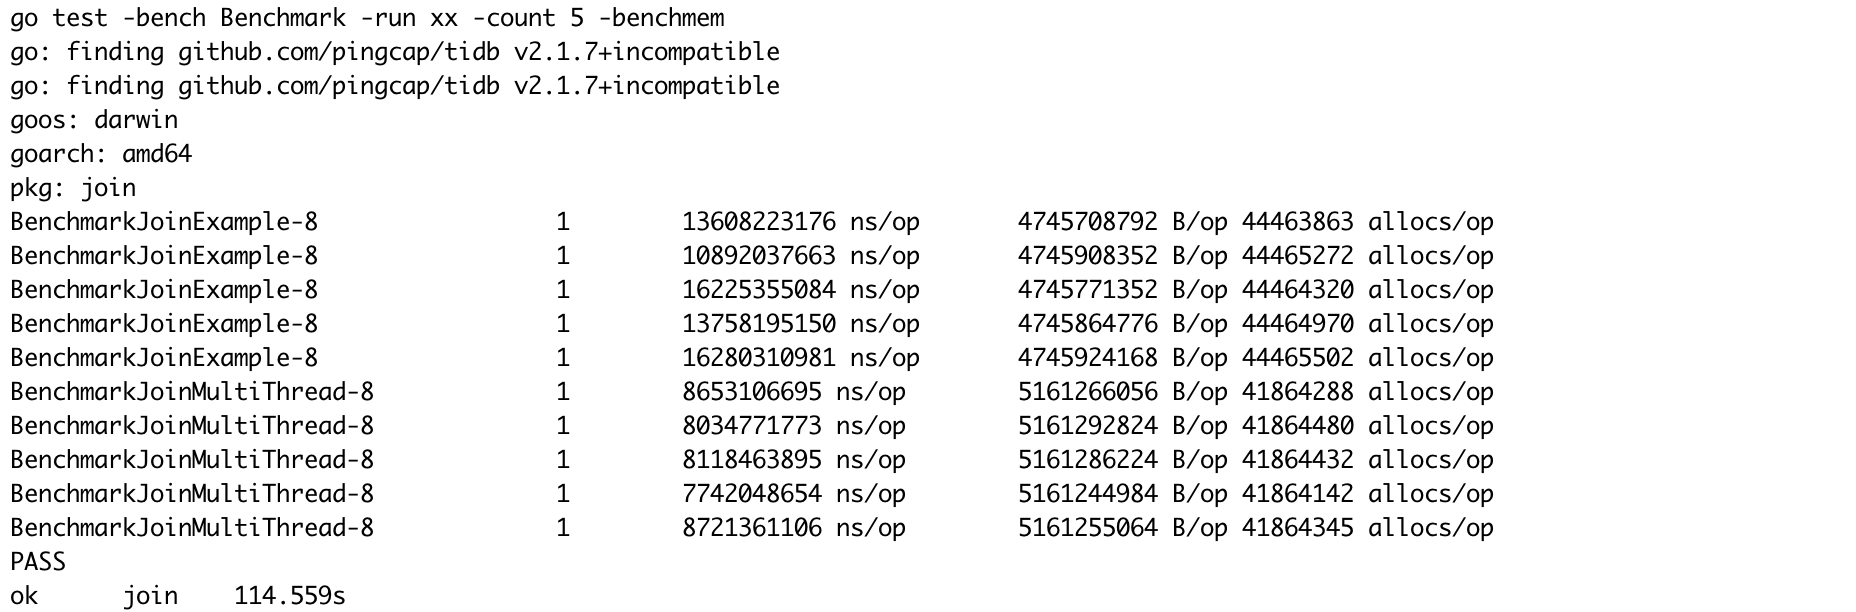 go test -bench Benchmark -run xx -count 5 -benchmem
go: finding github.com/pingcap/tidb v2.1.7+incompatible
go: finding github.com/pingcap/tidb v2.1.7+incompatible
goos: darwin
goarch: amd64
pkg: join
BenchmarkJoinExample-8 1 13608223176 ns/op 4745708792 B/op 44463863 allocs/op
BenchmarkJoinExample-8 1 10892037663 ns/op 4745908352 B/op 44465272 allocs/op
BenchmarkJoinExample-8 1 16225355084 ns/op 4745771352 B/op 44464320 allocs/op
BenchmarkJoinExample-8 1 13758195150 ns/op 4745864776 B/op 44464970 allocs/op
BenchmarkJoinExample-8 1 16280310981 ns/op 4745924168 B/op 44465502 allocs/op
BenchmarkJoinMultiThread-8 1 8653106695 ns/op 5161266056 B/op 41864288 allocs/op
BenchmarkJoinMultiThread-8 1 8034771773 ns/op 5161292824 B/op 41864480 allocs/op
BenchmarkJoinMultiThread-8 1 8118463895 ns/op 5161286224 B/op 41864432 allocs/op
BenchmarkJoinMultiThread-8 1 7742048654 ns/op 5161244984 B/op 41864142 allocs/op
BenchmarkJoinMultiThread-8 1 8721361106 ns/op 5161255064 B/op 41864345 allocs/op
PASS
ok join 114.559s